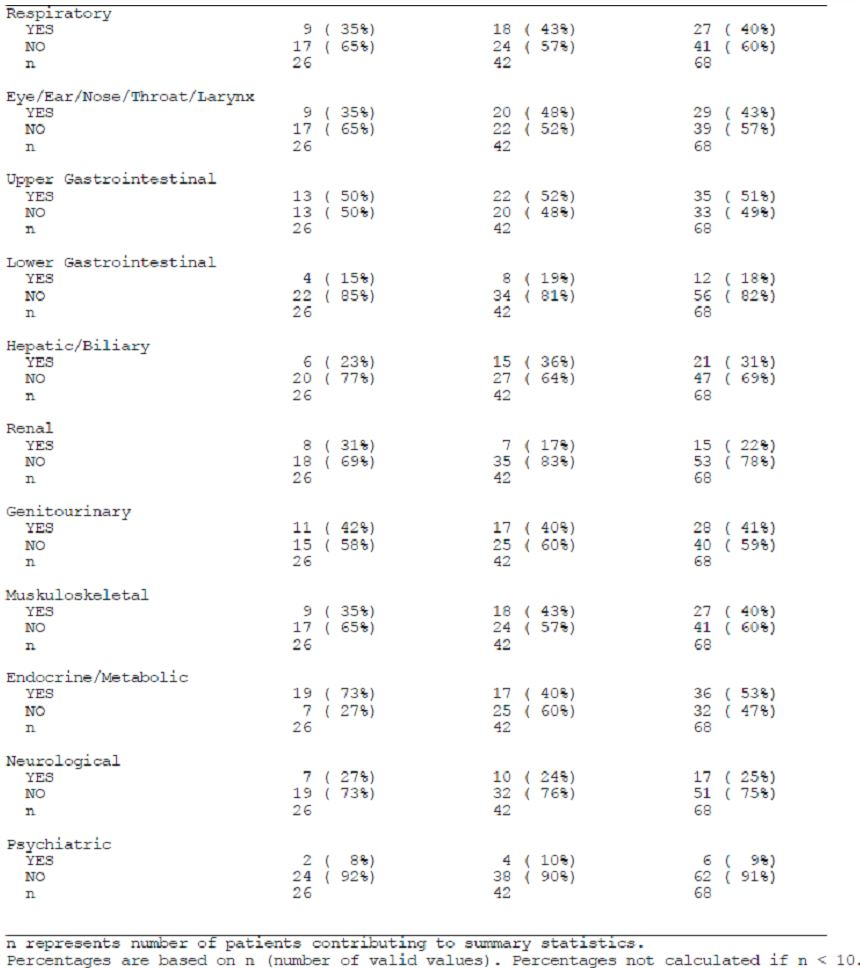 Respiratory
YES 9 ( 35%) 18 ( 43%) 27 ( 40%)
NO 17 ( 65%) 24 ( 57%) 41 ( 60%)
n 26 42 68
Eye/Ear/Nose/Throat/Larynx
YES 9 ( 35%) 20 ( 48%) 29 ( 43%)
NO 17 ( 65%) 22 ( 52%) 39 ( 57%)
n 26 42 68
Upper Gastrointestinal
YES 13 ( 50%) 22 ( 52%) 35 ( 51%)
NO 13 ( 50%) 20 ( 48%) 33 ( 49%)
n 26 42 68
Lower Gastrointestinal
YES 4 ( 15%) 8 ( 19%) 12 ( 18%)
NO 22 ( 85%) 34 ( 81%) 56 ( 82%)
n 26 42 68
Hepatic/Biliary
YES 6 ( 23%) 15 ( 36%) 21 ( 31%)
NO 20 ( 77%) 27 ( 64%) 47 ( 69%)
n 26 42 68
Renal
YES 8 ( 31%) 7 ( 17%) 15 ( 22%)
NO 18 ( 69%) 35 ( 83%) 53 ( 78%)
n 26 42 68
Genitourinary
YES 11 ( 42%) 17 ( 40%) 28 ( 41%)
NO 15 ( 58%) 25 ( 60%) 40 ( 59%)
n 26 42 68
Muskuloskeletal
YES 9 ( 35%) 18 ( 43%) 27 ( 40%)
NO 17 ( 65%) 24 ( 57%) 41 ( 60%)
n 26 42 68
Endocrine/Metabolic
YES 19 ( 73%) 17 ( 40%) 36 ( 53%)
NO 7 ( 27%) 25 ( 60%) 32 ( 47%)
n 26 42 68
Neurological
YES 7 ( 27%) 10 ( 24%) 17 ( 25%)
NO 19 ( 73%) 32 ( 76%) 51 ( 75%)
n 26 42 68
Psychiatric
YES 2 ( 8%) 4 ( 10%) 6 ( 9%)
NO 24 ( 92%) 38 ( 90%) 62 ( 91%)
n 26 42 68
n represents number of patients contributing to summary statistics.
Percentages are based on n (number of valid values). Percentages not calculated if n < 10.